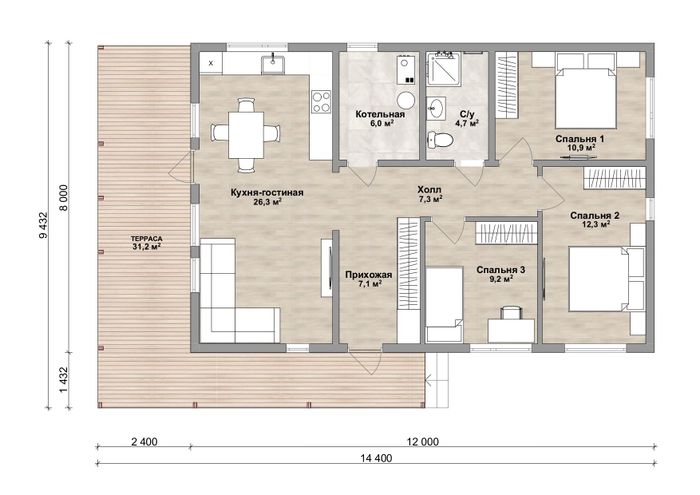 X
Котельная
6,0 м²
С/у
4,7 м²
Спальня 1
10,9 м²
Кухня-гостиная
26,3 м²
Холл
7,3 м²
Спальня 2
12,3 м²
ТЕРРАСА
31,2 м²
Прихожая
7,1 м²
Спальня 3
9,2 м²
9 432
8 000
1 432
2 400
12 000
14 400